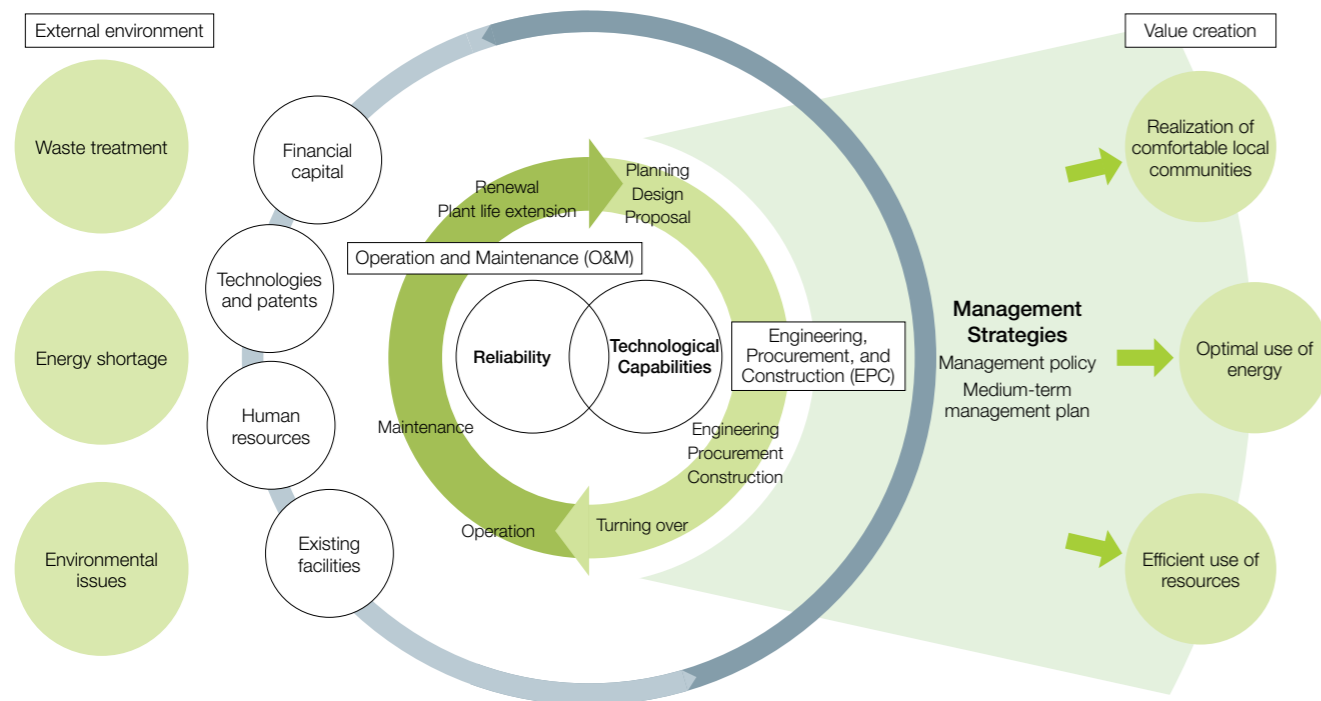 External environment
Waste treatment
Energy shortage
Environmental
issues
Financial
capital
Technologies
and patents
Human
resources
Existing
facilities
Renewal
Plant life extension
Planning
Design
Proposal
Operation and Maintenance (O&M)
Reliability
Technological
Capabilities
Engineering,
Procurement, and
Construction (EPC)
Maintenance
Engineering
Procurement
Construction
Operation
Turning over
Management
Strategies
Management policy
Medium-term
management plan
Value creation
Realization of
comfortable local
communities
Optimal use of
energy
Efficient use of
resources